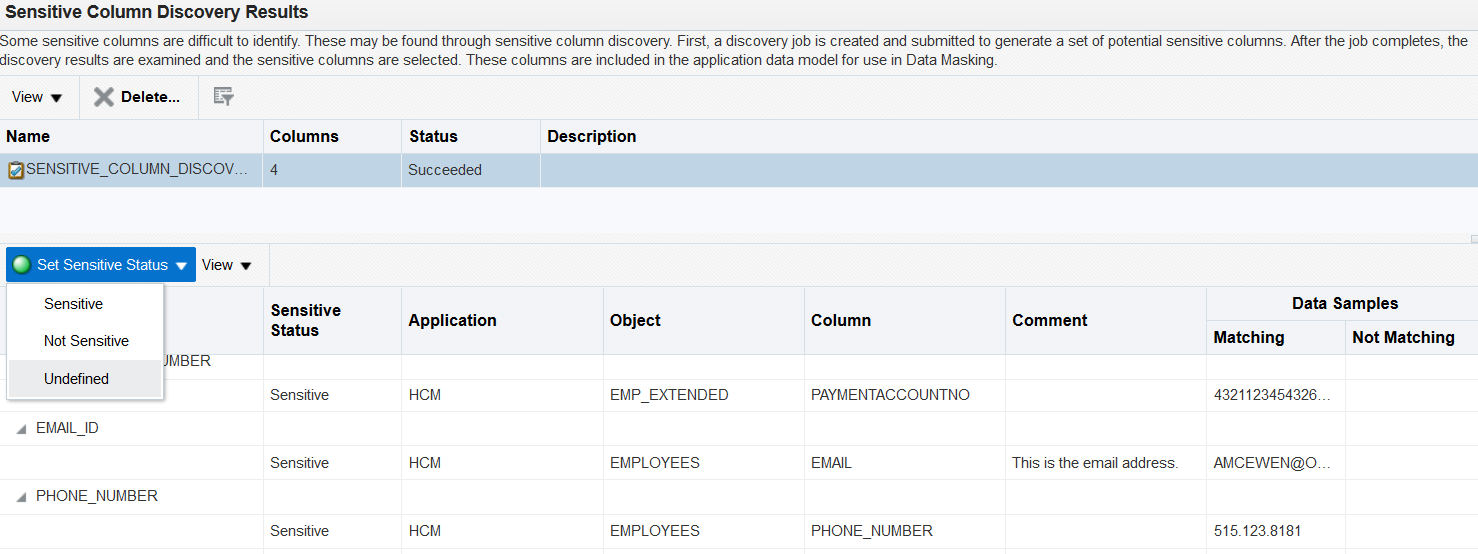 Sensitive Column Discovery Results
Some sensitive columns are difficult to identify. These may be found through sensitive column discovery. First, a discovery job is created and submitted to generate a set of potential sensitive columns. After the job completes, the
discovery results are examined and the sensitive columns are selected. These columns are included in the application data model for use in Data Masking.
View Delete...
Name Columns Status Description
SENSITIVE_COLUMN_DISCOV... 4 Succeeded
Set Sensitive Status View
Sensitive
Not Sensitive
Undefined
Sensitive Status Application Object Column Comment Data Samples
Matching Not Matching
UMBER
Sensitive HCM EMP_EXTENDED PAYMENTACCOUNTNO 4321123454326...
EMAIL_ID
Sensitive HCM EMPLOYEES EMAIL This is the email address. AMCEWEN@O...
PHONE_NUMBER
Sensitive HCM EMPLOYEES PHONE_NUMBER 515.123.8181